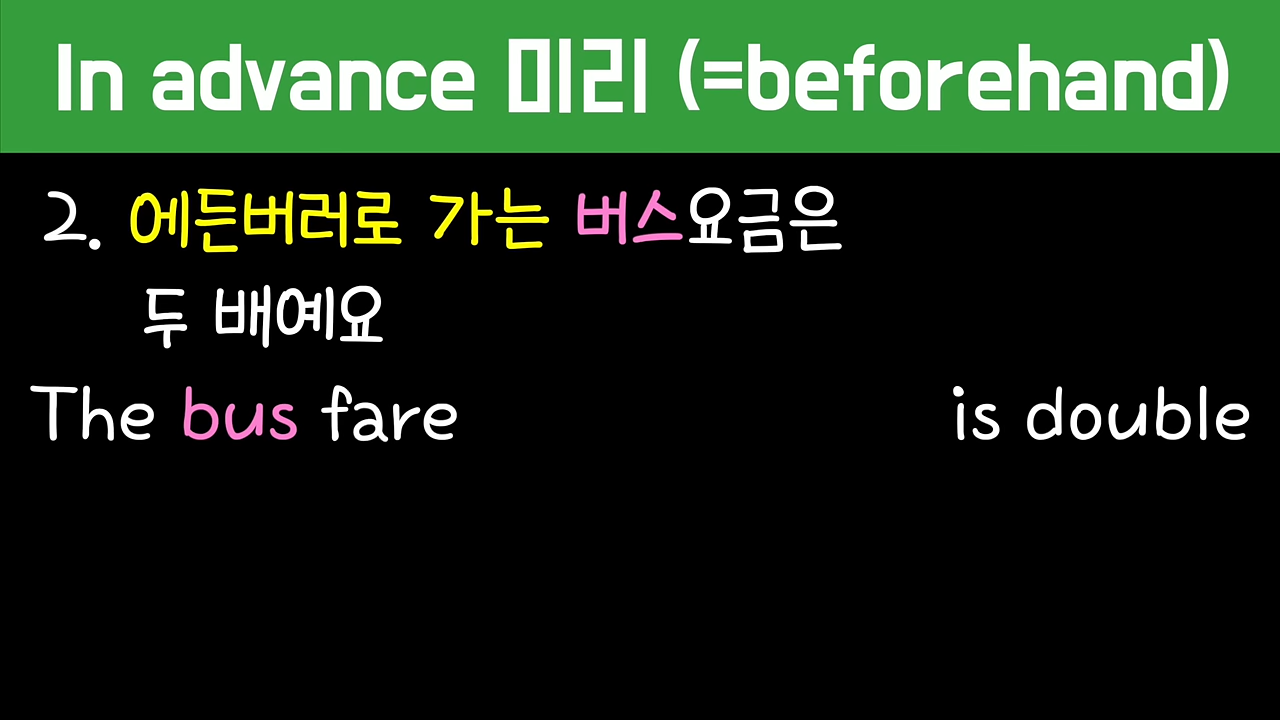 In advance 미리 (=beforehand)
2. 에든버러로 가는 버스요금은
두 배예요
The bus fare is double